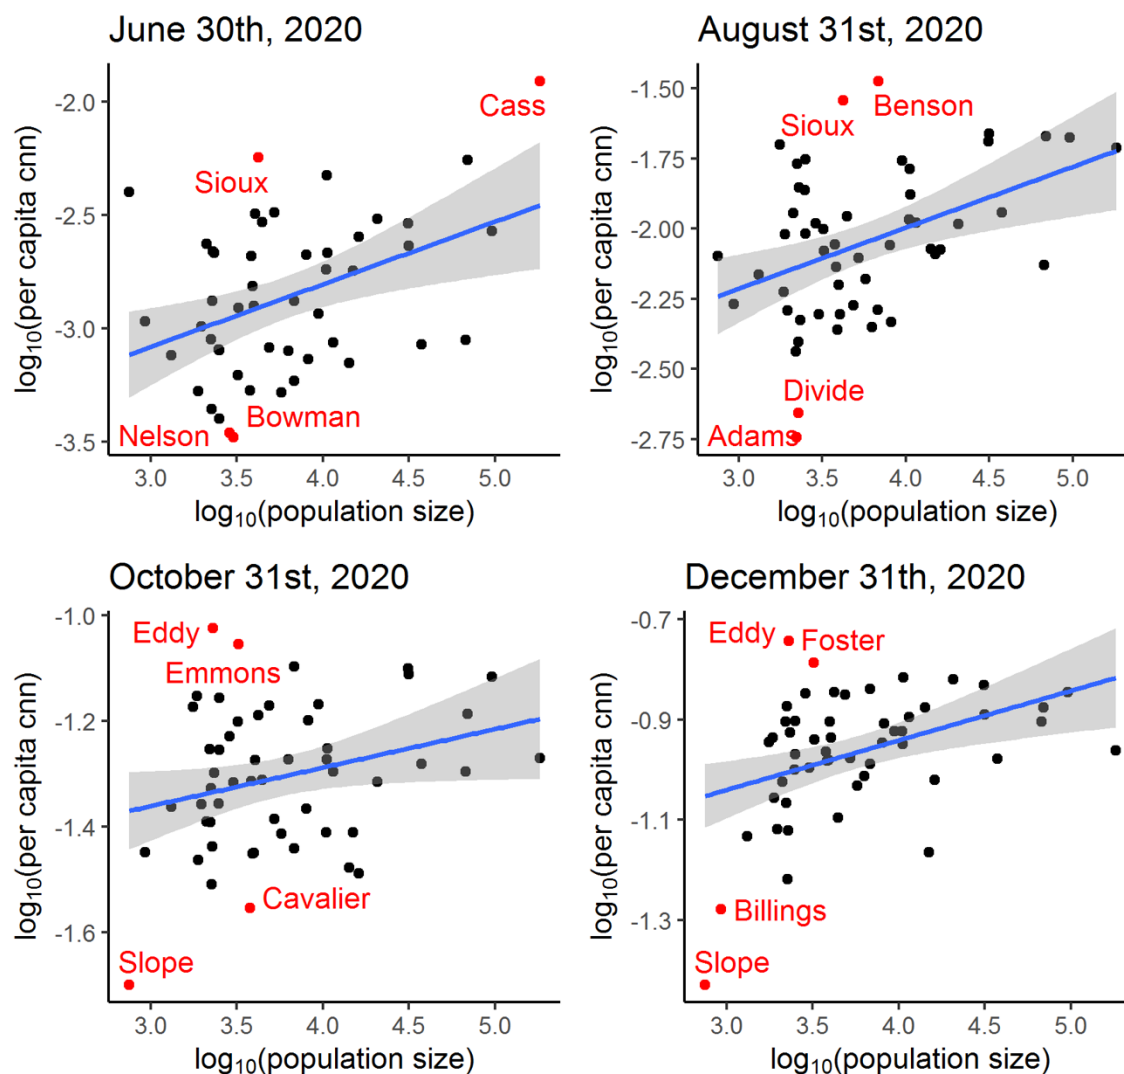 June 30th, 2020
log₁₀(per capita cnn)
-2.0
-2.5
-3.0
-3.5
Cass
Sioux
Bowman
Nelson
3.0 3.5 4.0 4.5 5.0
log₁₀(population size)
August 31st, 2020
log₁₀(per capita cnn)
-1.50
-1.75
-2.00
-2.25
-2.50
-2.75
Benson
Sioux
Divide
Adams
3.0 3.5 4.0 4.5 5.0
log₁₀(population size)
October 31st, 2020
log₁₀(per capita cnn)
-1.0
-1.2
-1.4
-1.6
Eddy
Emmons
Cavalier
Slope
3.0 3.5 4.0 4.5 5.0
log₁₀(population size)
December 31th, 2020
log₁₀(per capita cnn)
-0.7
-0.9
-1.1
-1.3
Eddy Foster
Billings
Slope
3.0 3.5 4.0 4.5 5.0
log₁₀(population size)